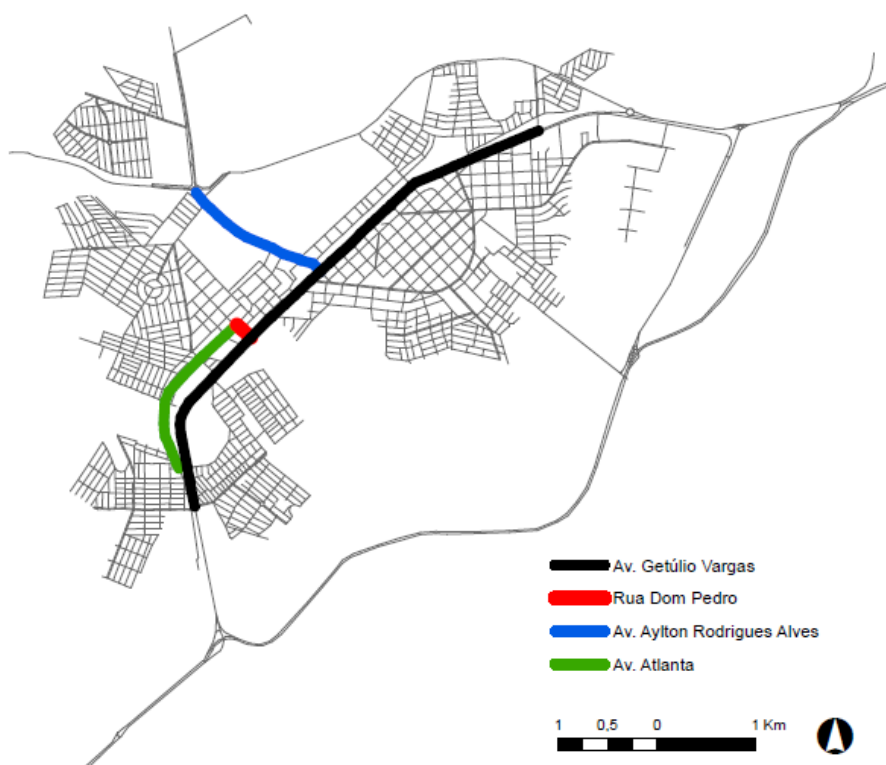 Av. Getúlio Vargas
Rua Dom Pedro
Av. Aylton Rodrigues Alves
Av. Atlanta
1 0,5 0 1 Km